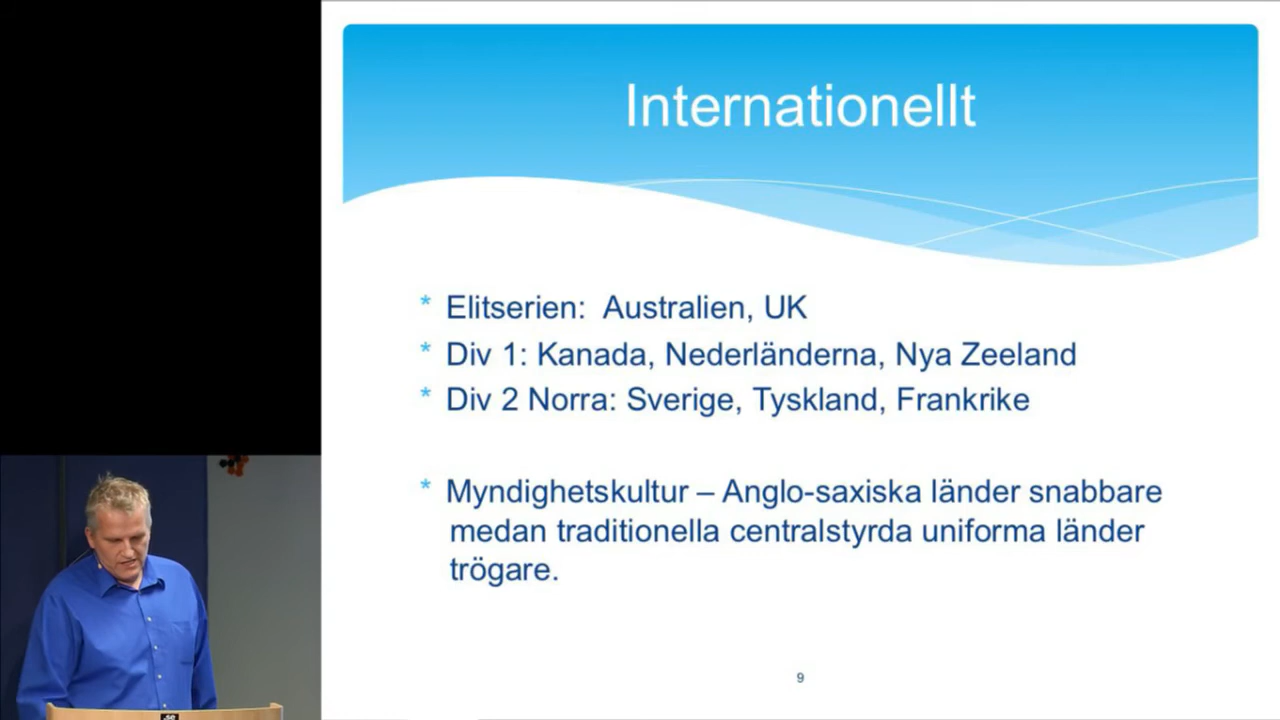 Internationellt
* Elitserien:  Australien, UK
* Div 1: Kanada, Nederländerna, Nya Zeeland
* Div 2 Norra: Sverige, Tyskland, Frankrike
* Myndighetskultur – Anglo-saxiska länder snabbare
medan traditionella centralstyrda uniforma länder
trögare.
9
.se